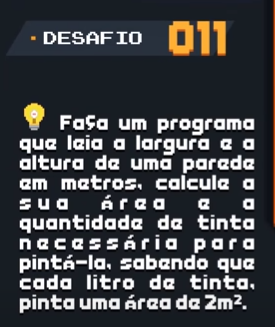 DESAFIO 011
Faça um programa
que leia a largura e a
altura de uma parede
em metros, calcule a
sua área e a
quantidade de tinta
necessária para
pintá-la, sabendo que
cada litro de tinta,
pinta uma área de 2m².